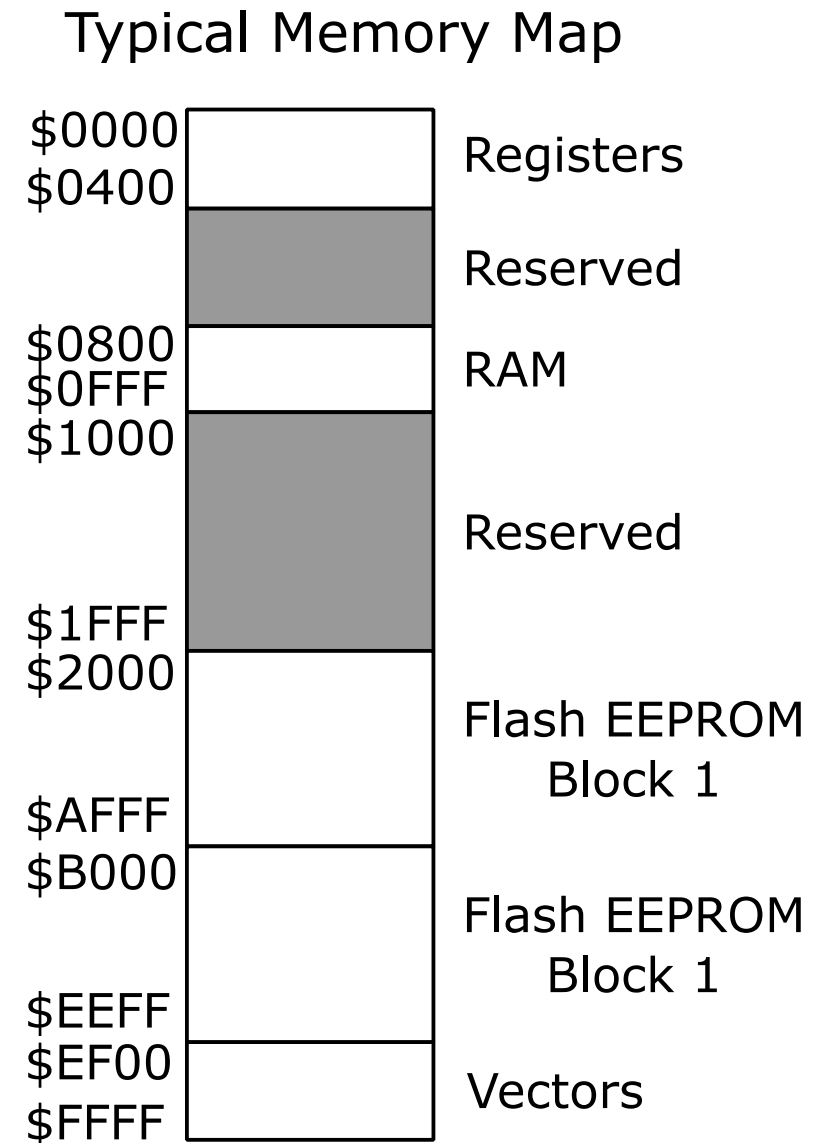 Typical Memory Map
$0000
Registers
$0400
Reserved
$0800
RAM
$0FFF
$1000
Reserved
$1FFF
$2000
Flash EEPROM
Block 1
$AFFF
$B000
Flash EEPROM
Block 1
$EEFF
$EF00
Vectors
$FFFF